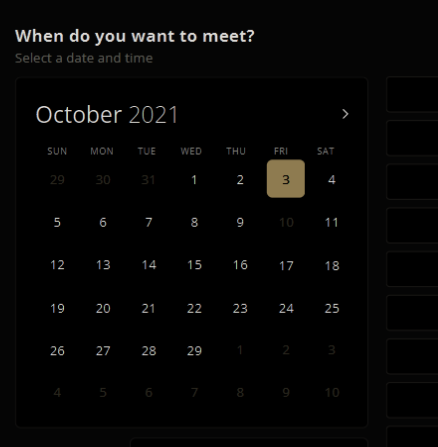 When do you want to meet?
Select a date and time
October 2021 >
SUN MON TUE WED THU FRI SAT
29 30 31 1 2 3 4
5 6 7 8 9 10 11
12 13 14 15 16 17 18
19 20 21 22 23 24 25
26 27 28 29 1 2 3
4 5 6 7 8 9 10